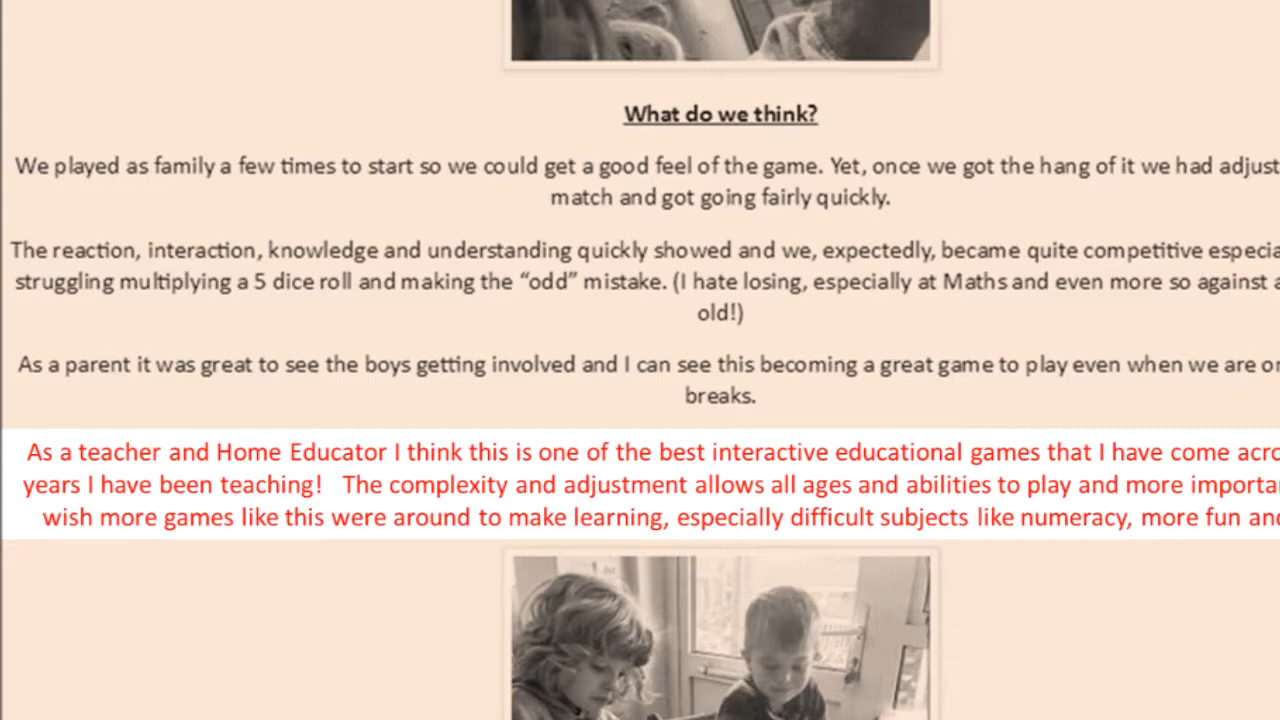 What do we think?
We played as family a few times to start so we could get a good feel of the game. Yet, once we got the hang of it we had adjust
match and got going fairly quickly.
The reaction, interaction, knowledge and understanding quickly showed and we, expectedly, became quite competitive especia
struggling multiplying a 5 dice roll and making the “odd” mistake. (I hate losing, especially at Maths and even more so against a
old!)
As a parent it was great to see the boys getting involved and I can see this becoming a great game to play even when we are or
breaks.
As a teacher and Home Educator I think this is one of the best interactive educational games that I have come acro
years I have been teaching! The complexity and adjustment allows all ages and abilities to play and more importan
wish more games like this were around to make learning, especially difficult subjects like numeracy, more fun and